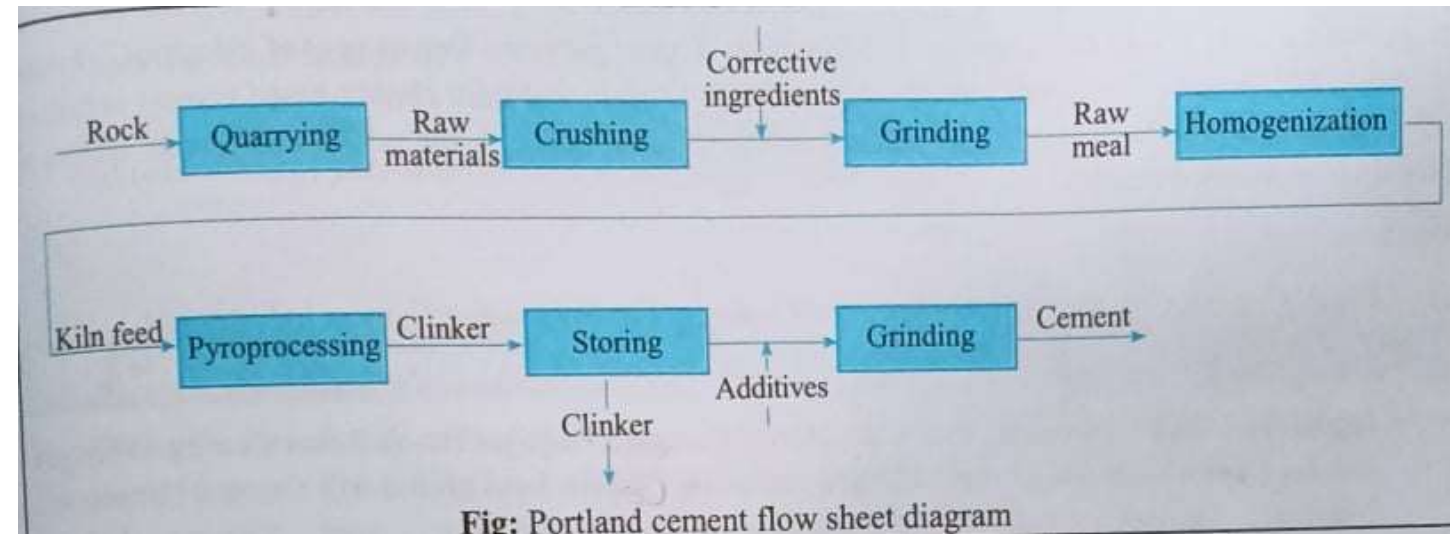 Corrective
ingredients
Rock
Quarrying
Raw
materials
Crushing
Grinding
Raw
meal
Homogenization
Kiln feed
Pyroprocessing
Clinker
Storing
Clinker
Additives
Grinding
Cement
Fig: Portland cement flow sheet diagram